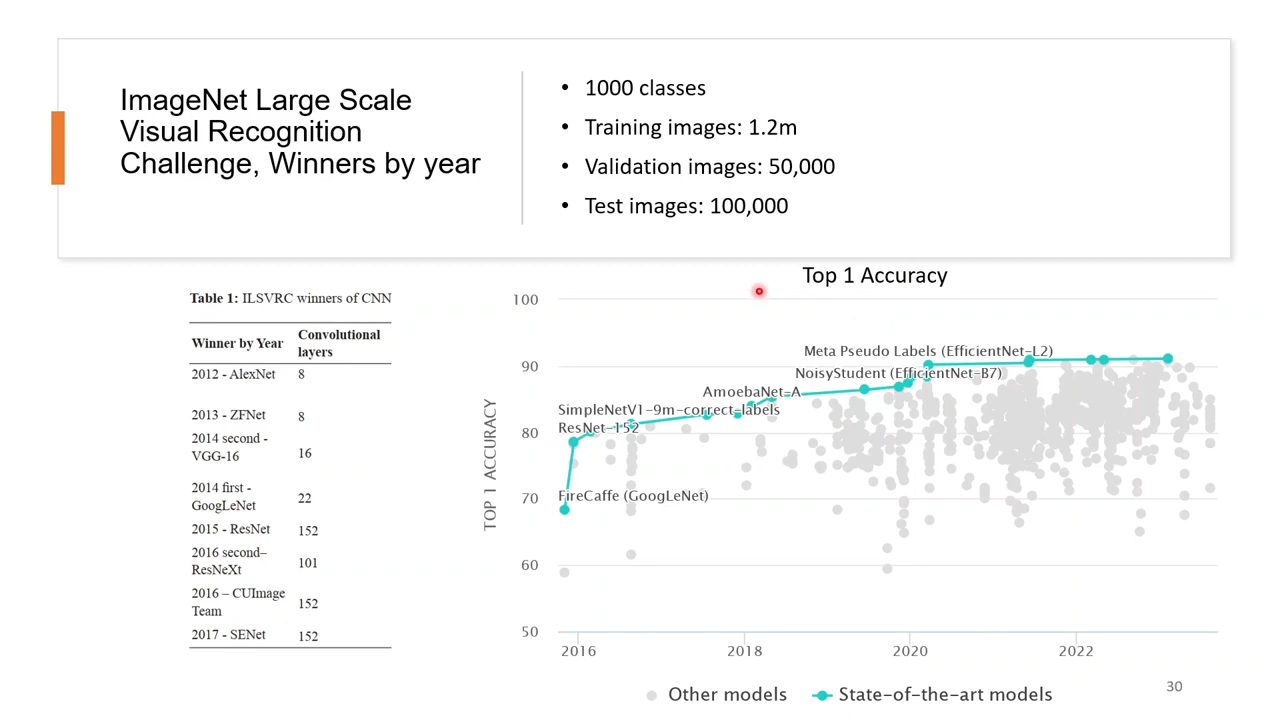 ImageNet Large Scale
Visual Recognition
Challenge, Winners by year
• 1000 classes
• Training images: 1.2m
• Validation images: 50,000
• Test images: 100,000
Table 1: ILSVRC winners of CNN
Winner by Year Convolutional layers
2012 - AlexNet 8
2013 - ZFNet 8
2014 second - VGG-16 16
2014 first - GoogLeNet 22
2015 - ResNet 152
2016 second– ResNeXt 101
2016 – CUImage Team 152
2017 - SENet 152
Top 1 Accuracy
TOP 1 ACCURACY
100
90
80
70
60
50
Meta Pseudo Labels (EfficientNet-L2)
NoisyStudent (EfficientNet-B7)
AmoebaNet-A
SimpleNetV1-9m-correct-labels
ResNet-152
FireCaffe (GoogLeNet)
2016 2018 2020 2022
Other models State-of-the-art models
30